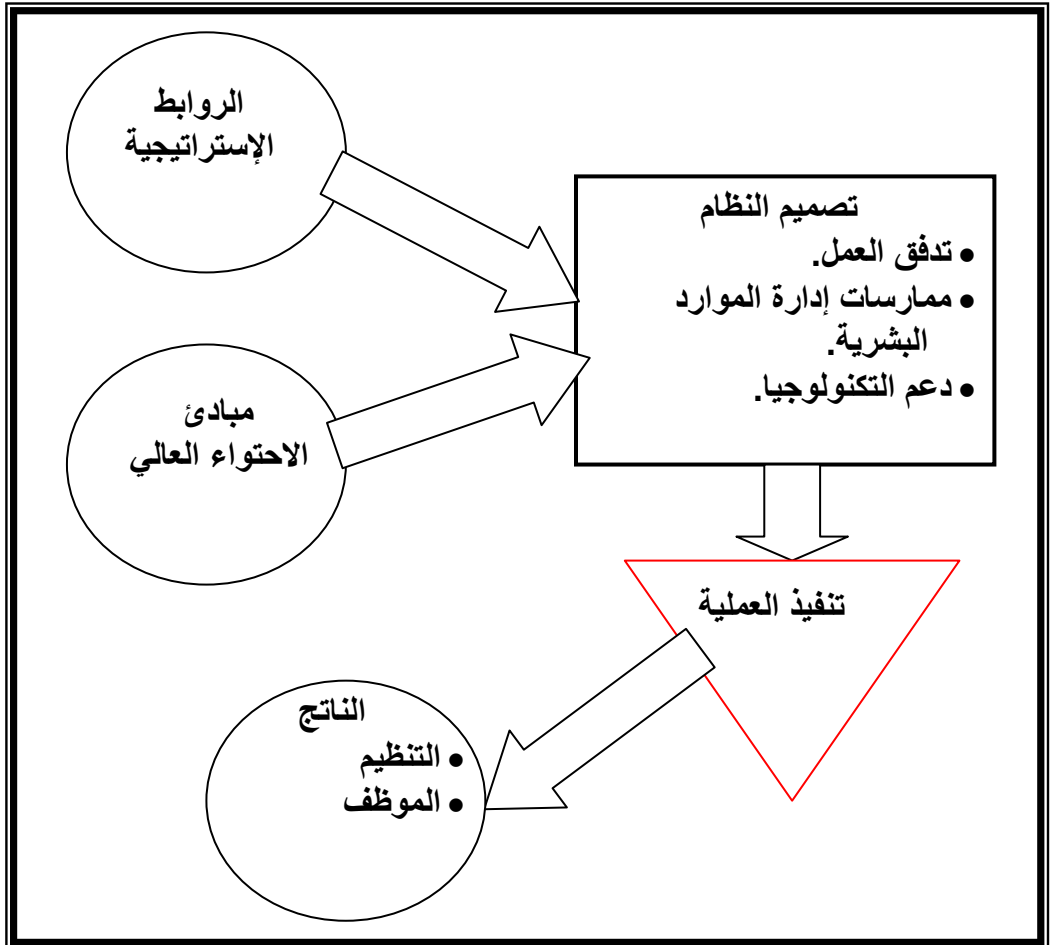 الروابط
الإستراتيجية
تصميم النظام
• تدفق العمل.
• ممارسات إدارة الموارد
البشرية.
• دعم التكنولوجيا.
مبادئ
الاحتواء العالي
تنفيذ العملية
الناتج
• التنظيم
• الموظف